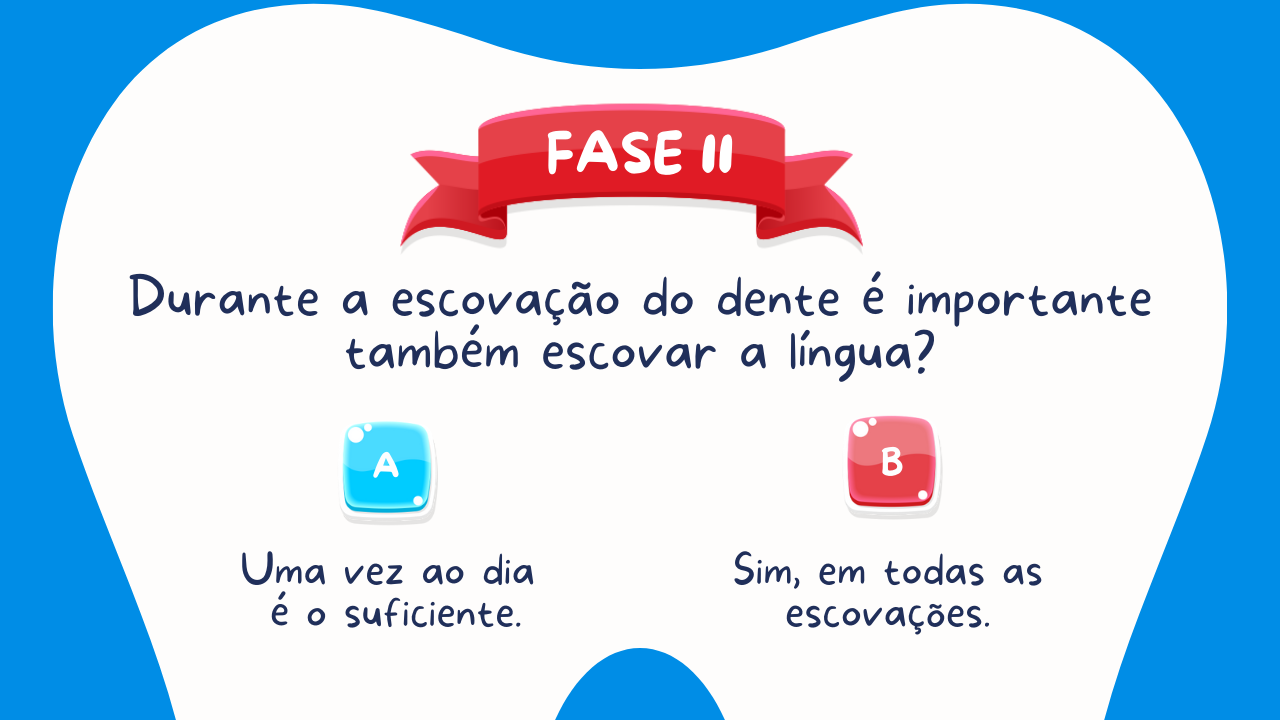 FASE II
Durante a escovação do dente é importante
também escovar a língua?
A
Uma vez ao dia
é o suficiente.
B
Sim, em todas as
escovações.